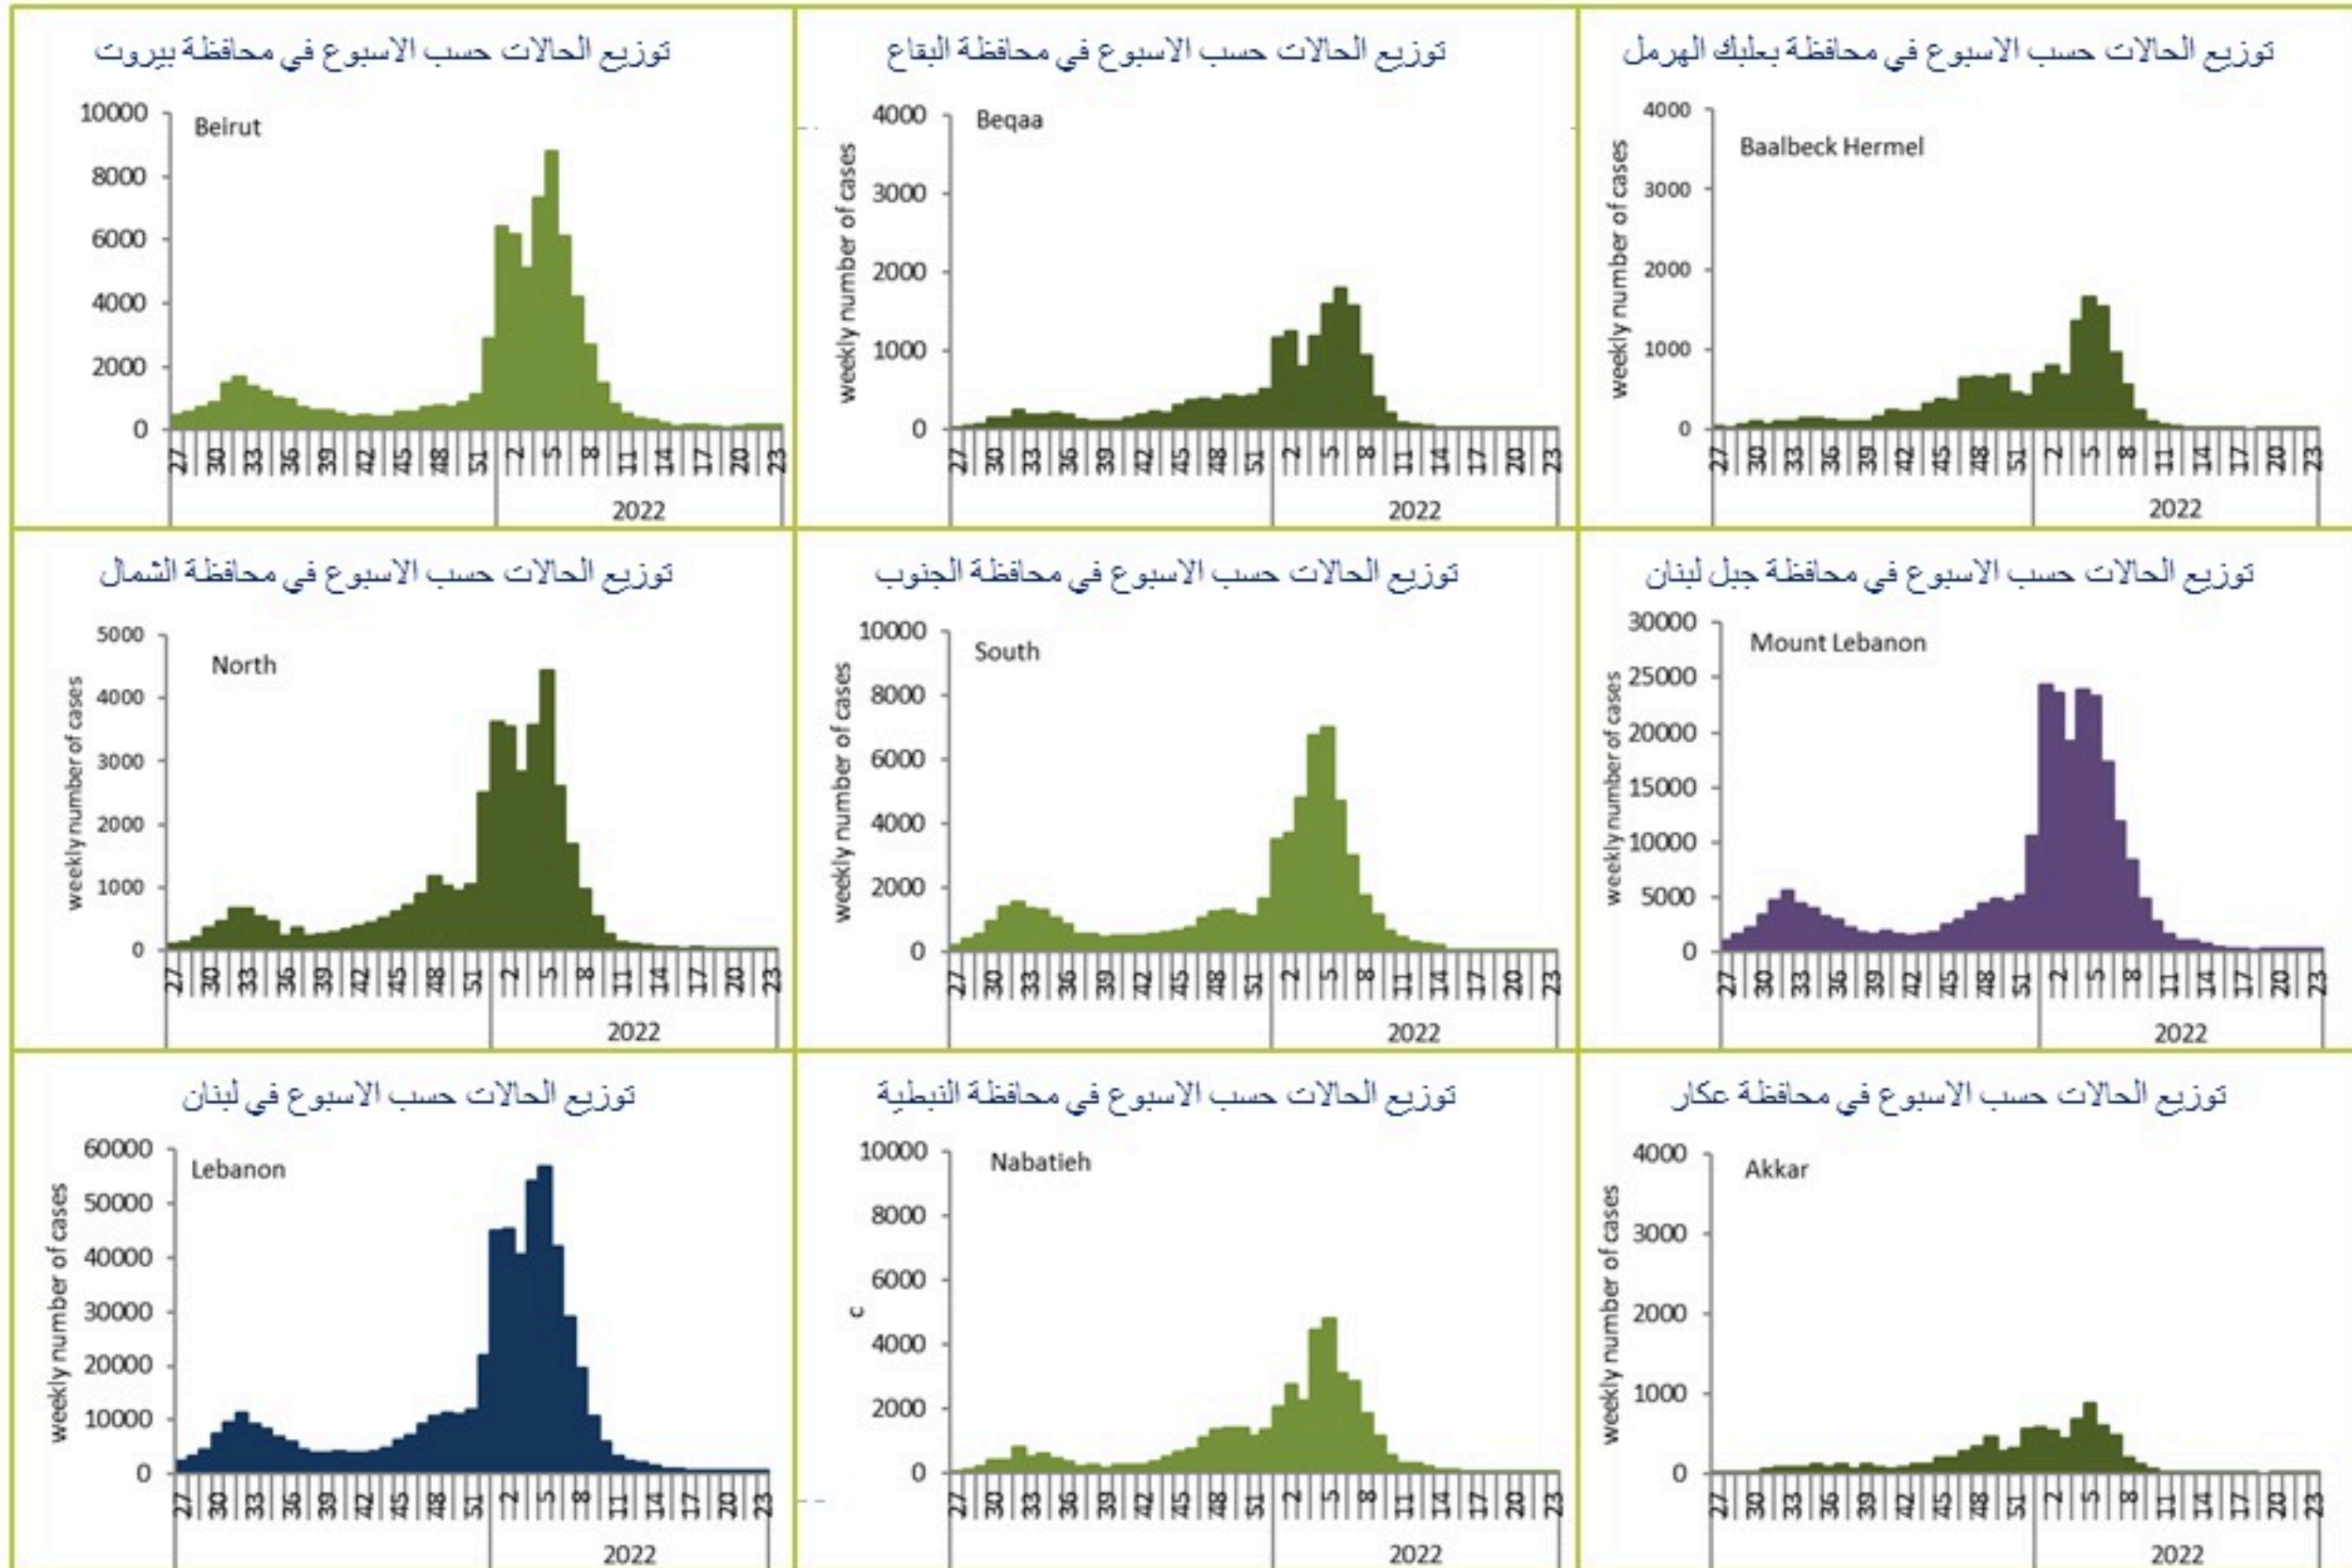 توزيع الحالات حسب الاسبوع في محافظة بيروت
Beirut
10000
8000
6000
4000
2000
0
27 30 33 36 39 42 45 48 51 2 5 8 11 14 17 20 23
2022
توزيع الحالات حسب الاسبوع في محافظة البقاع
Beqaa
weekly number of cases
4000
3000
2000
1000
0
27 30 33 36 39 42 45 48 51 2 5 8 11 14 17 20 23
2022
توزيع الحالات حسب الاسبوع في محافظة بعلبك الهرمل
Baalbeck Hermel
weekly number of cases
4000
3000
2000
1000
0
27 30 33 36 39 42 45 48 51 2 5 8 11 14 17 20 23
2022
توزيع الحالات حسب الاسبوع في محافظة الشمال
North
weekly number of cases
5000
4000
3000
2000
1000
0
27 30 33 36 39 42 45 48 51 2 5 8 11 14 17 20 23
2022
توزيع الحالات حسب الاسبوع في محافظة الجنوب
South
weekly number of cases
10000
8000
6000
4000
2000
0
27 30 33 36 39 42 45 48 51 2 5 8 11 14 17 20 23
2022
توزيع الحالات حسب الاسبوع في محافظة جبل لبنان
Mount Lebanon
weekly number of cases
30000
25000
20000
15000
10000
5000
0
27 30 33 36 39 42 45 48 51 2 5 8 11 14 17 20 23
2022
توزيع الحالات حسب الاسبوع في لبنان
Lebanon
weekly number of cases
60000
50000
40000
30000
20000
10000
0
27 30 33 36 39 42 45 48 51 2 5 8 11 14 17 20 23
2022
توزيع الحالات حسب الاسبوع في محافظة النبطية
Nabatieh
c
10000
8000
6000
4000
2000
0
27 30 33 36 39 42 45 48 51 2 5 8 11 14 17 20 23
2022
توزيع الحالات حسب الاسبوع في محافظة عكار
Akkar
weekly number of cases
4000
3000
2000
1000
0
27 30 33 36 39 42 45 48 51 2 5 8 11 14 17 20 23
2022